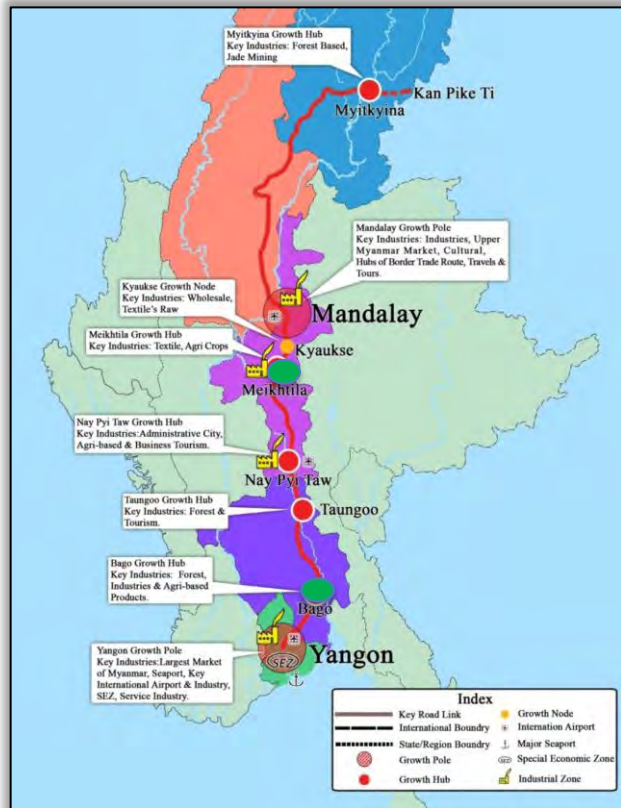 Myitkyina Growth Hub
Key Industries: Forest Based,
Jade Mining
Kan Pike Ti
Myitkyina
Mandalay Growth Pole
Key Industries: Industries, Upper
Myanmar Market, Cultural,
Hubs of Border Trade Route, Travels &
Tours.
Kyaukse Growth Node
Key Industries: Wholesale,
Textile's Raw
Mandalay
Meikhtila Growth Hub
Key Industries: Textile, Agri Crops
Kyaukse
Meikhtila
Nay Pyi Taw Growth Hub
Key Industries:Administrative City,
Agri-based & Business Tourism.
Nay Pyi Taw
Taungoo Growth Hub
Key Industries: Forest &
Tourism.
Taungoo
Bago Growth Hub
Key Industries: Forest,
Industries & Agri-based
Products.
Bago
Yangon Growth Pole
Key Industries:Largest Market
of Myanmar, Seaport, Key
International Airport & Industry,
SEZ, Service Industry.
Yangon
SEZ
Index
Key Road Link
International Boundary
State/Region Boundary
Growth Pole
Growth Hub
Growth Node
Internation Airport
Major Seaport
SEZ Special Economic Zone
Industrial Zone